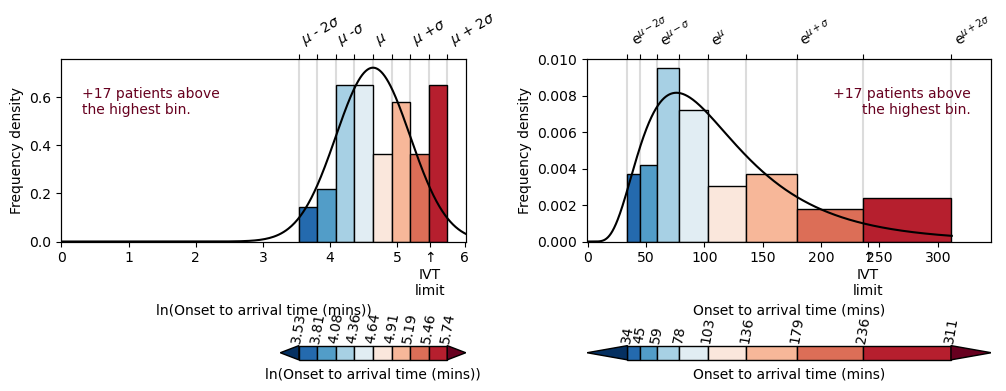 μ - 2σ μ -σ μ μ +σ μ + 2σ
+17 patients above
the highest bin.
Frequency density
0.6
0.4
0.2
0.0
0 1 2 3 4 5 6
↑
IVT
limit
ln(Onset to arrival time (mins))
3.53 3.81 4.08 4.36 4.64 4.91 5.19 5.46 5.74
ln(Onset to arrival time (mins))
e^μ−2σ e^μ−σ e^μ e^μ+σ e^μ+2σ
+17 patients above
the highest bin.
Frequency density
0.010
0.008
0.006
0.004
0.002
0.000
0 50 100 150 200 250 300
IVT
limit
Onset to arrival time (mins)
34 45 59 78 103 136 179 236 311
Onset to arrival time (mins)